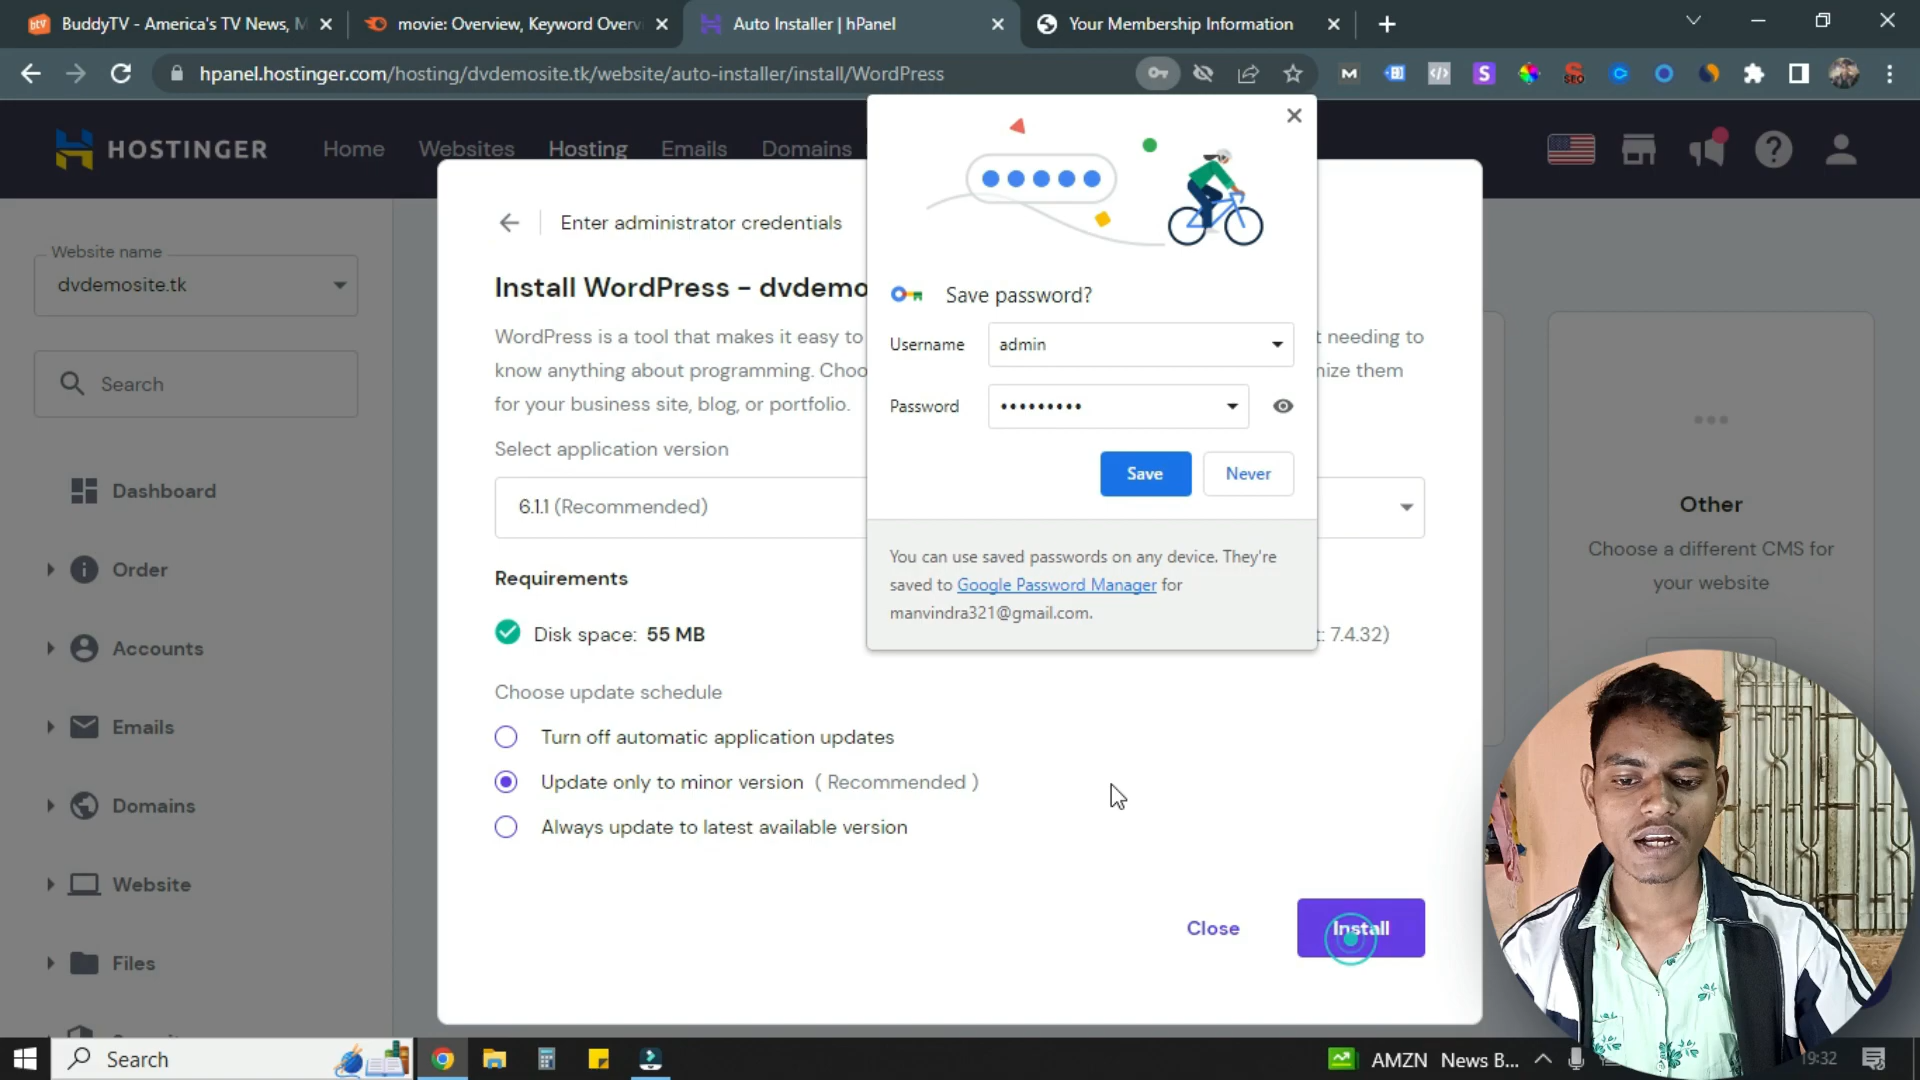 BuddyTV - America's TV News, M
movie: Overview, Keyword Overv
Auto Installer | hPanel
Your Membership Information
hpanel.hostinger.com/hosting/dvdemosite.tk/website/auto-installer/install/WordPress
HOSTINGER
Home
Websites
Hosting
Emails
Domains
Website name
dvdemosite.tk
Search
Dashboard
Order
Accounts
Emails
Domains
Website
Files
Enter administrator credentials
Install WordPress - dvdemo
WordPress is a tool that makes it easy to
t needing to
know anything about programming. Choo
nize them
for your business site, blog, or portfolio.
Select application version
6.1.1 (Recommended)
Requirements
Disk space: 55 MB
t: 7.4.32)
Choose update schedule
Turn off automatic application updates
Update only to minor version ( Recommended )
Always update to latest available version
Close
Install
Save password?
Username
admin
Password
•••••••••
Save
Never
You can use saved passwords on any device. They're
saved to Google Password Manager for
manvindra321@gmail.com.
Other
Choose a different CMS for
your website
Search
AMZN News B...
19:32